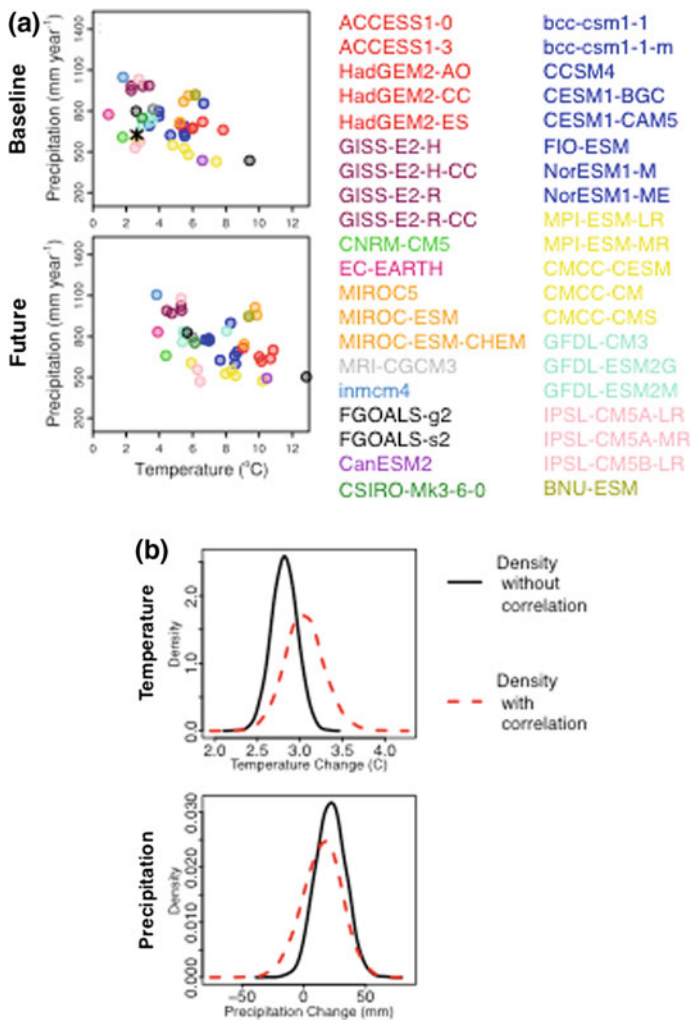 (a)
Baseline
Precipitation (mm year⁻¹)
1400
1100
800
500
200
0 2 4 6 8 10 12
Future
Precipitation (mm year⁻¹)
1400
1100
800
500
200
0 2 4 6 8 10 12
Temperature (°C)
ACCESS1-0
ACCESS1-3
HadGEM2-AO
HadGEM2-CC
HadGEM2-ES
GISS-E2-H
GISS-E2-H-CC
GISS-E2-R
GISS-E2-R-CC
CNRM-CM5
EC-EARTH
MIROC5
MIROC-ESM
MIROC-ESM-CHEM
MRI-CGCM3
inmcm4
FGOALS-g2
FGOALS-s2
CanESM2
CSIRO-Mk3-6-0
bcc-csm1-1
bcc-csm1-1-m
CCSM4
CESM1-BGC
CESM1-CAM5
FIO-ESM
NorESM1-M
NorESM1-ME
MPI-ESM-LR
MPI-ESM-MR
CMCC-CESM
CMCC-CM
CMCC-CMS
GFDL-CM3
GFDL-ESM2G
GFDL-ESM2M
IPSL-CM5A-LR
IPSL-CM5A-MR
IPSL-CM5B-LR
BNU-ESM
(b)
Temperature
Density
2.0
1.0
0.0
2.0 2.5 3.0 3.5 4.0
Temperature Change (C)
Density
without
correlation
Density
with
correlation
Precipitation
Density
0.030
0.020
0.010
0.000
−50 0 50
Precipitation Change (mm)